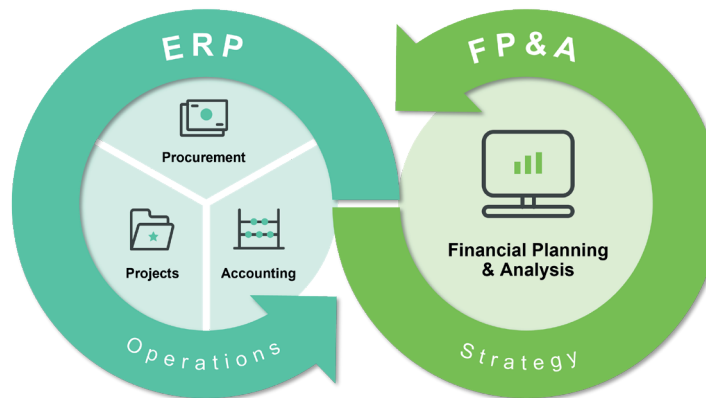 ERP
FP&A
Procurement
Projects
Accounting
Financial Planning
& Analysis
Operations
Strategy